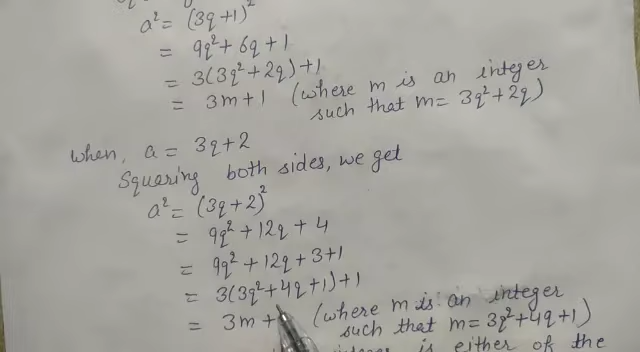 a² = (3q+1)²
= 9q² + 6q + 1
= 3(3q² + 2q) + 1
= 3m + 1 (where m is an integer
such that m = 3q² + 2q)
when, a = 3q + 2
Squaring both sides, we get
a² = (3q + 2)²
= 9q² + 12q + 4
= 9q² + 12q + 3 + 1
= 3(3q² + 4q + 1) + 1
= 3m + (where m is an integer
such that m = 3q² + 4q + 1)
is either of the